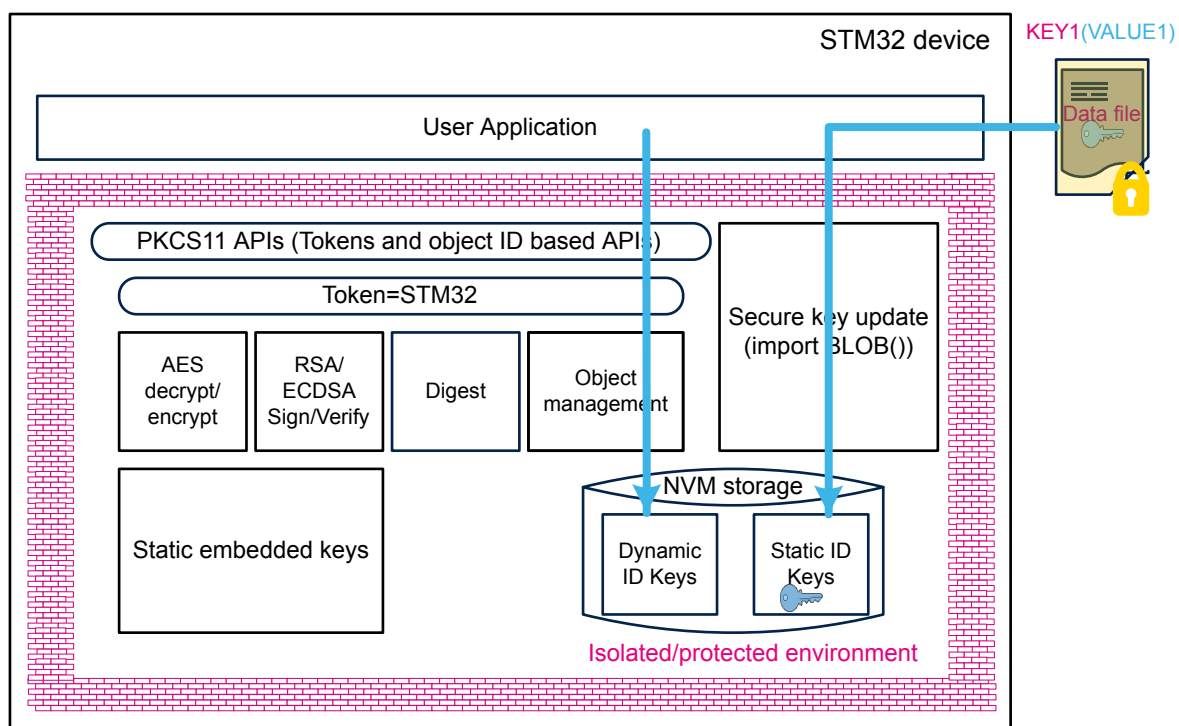 STM32 device
KEY1(VALUE1)
Data file
User Application
PKCS11 APIs (Tokens and object ID based APIs)
Token=STM32
Secure key update
(import BLOB())
AES
decrypt/
encrypt
RSA/
ECDSA
Sign/Verify
Digest
Object
management
NVM storage
Static embedded keys
Dynamic
ID Keys
Static ID
Keys
Isolated/protected environment